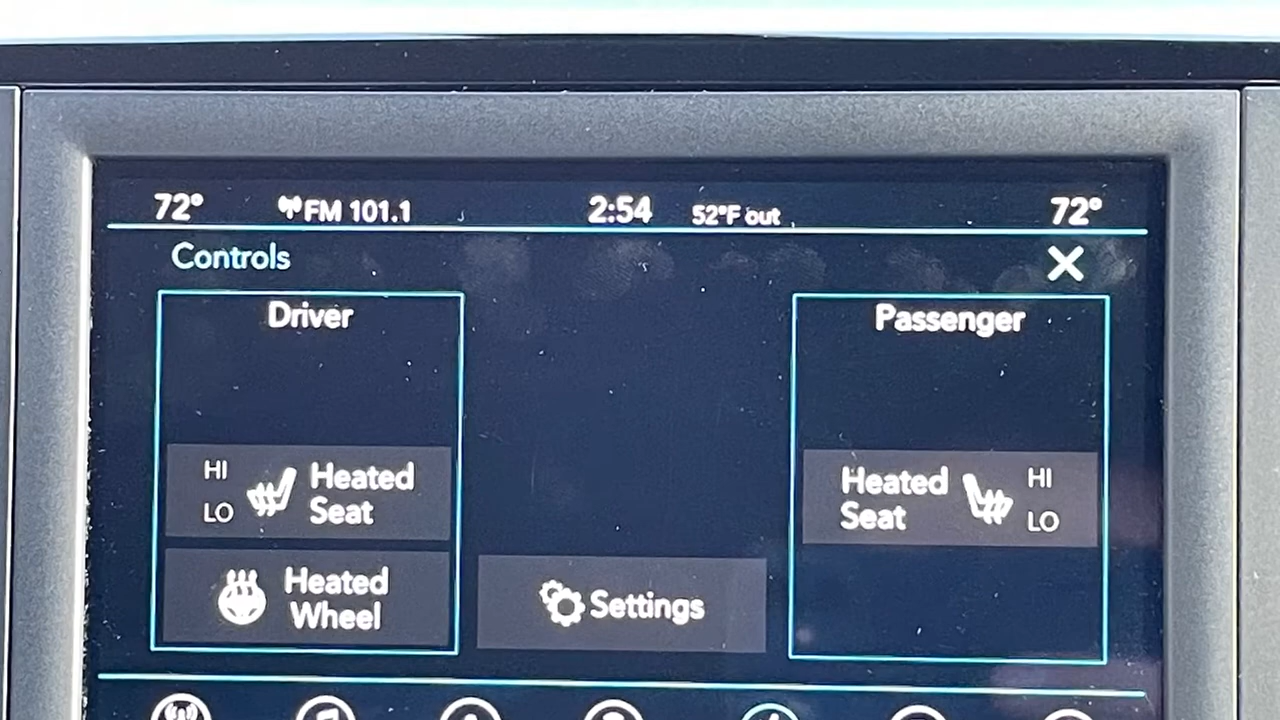 72° FM 101.1 2:54 52°F out 72°
Controls
Driver
HI
LO
Heated
Seat
Heated
Wheel
Settings
Passenger
Heated
Seat
HI
LO